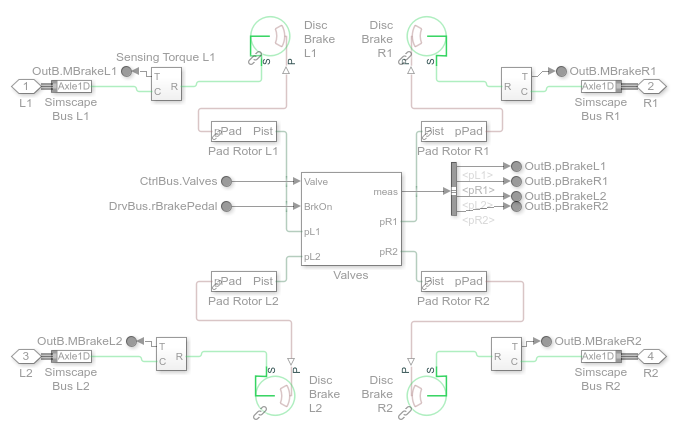 Disc
Brake
L1
S
P
Disc
Brake
R1
R
S
Sensing Torque L1
OutB.MBrakeL1
T
C
R
1
L1
Axle1D
Simscape
Bus L1
R
T
C
OutB.MBrakeR1
Axle1D
2
R1
Simscape
Bus R1
pPad
Pist
Pad Rotor L1
Pist
pPad
Pad Rotor R1
CtrlBus.Valves
DrvBus.rBrakePedal
Valve
BrkOn
pL1
pL2
meas
pR1
pR2
Valves
<pL1>
<pR1>
<pL2>
<pR2>
OutB.pBrakeL1
OutB.pBrakeR1
OutB.pBrakeL2
OutB.pBrakeR2
pPad
Pist
Pad Rotor L2
Pist
pPad
Pad Rotor R2
OutB.MBrakeL2
T
C
R
3
L2
Axle1D
Simscape
Bus L2
S
P
Disc
Brake
L2
Disc
Brake
R2
P
S
R
T
C
OutB.MBrakeR2
Axle1D
4
R2
Simscape
Bus R2